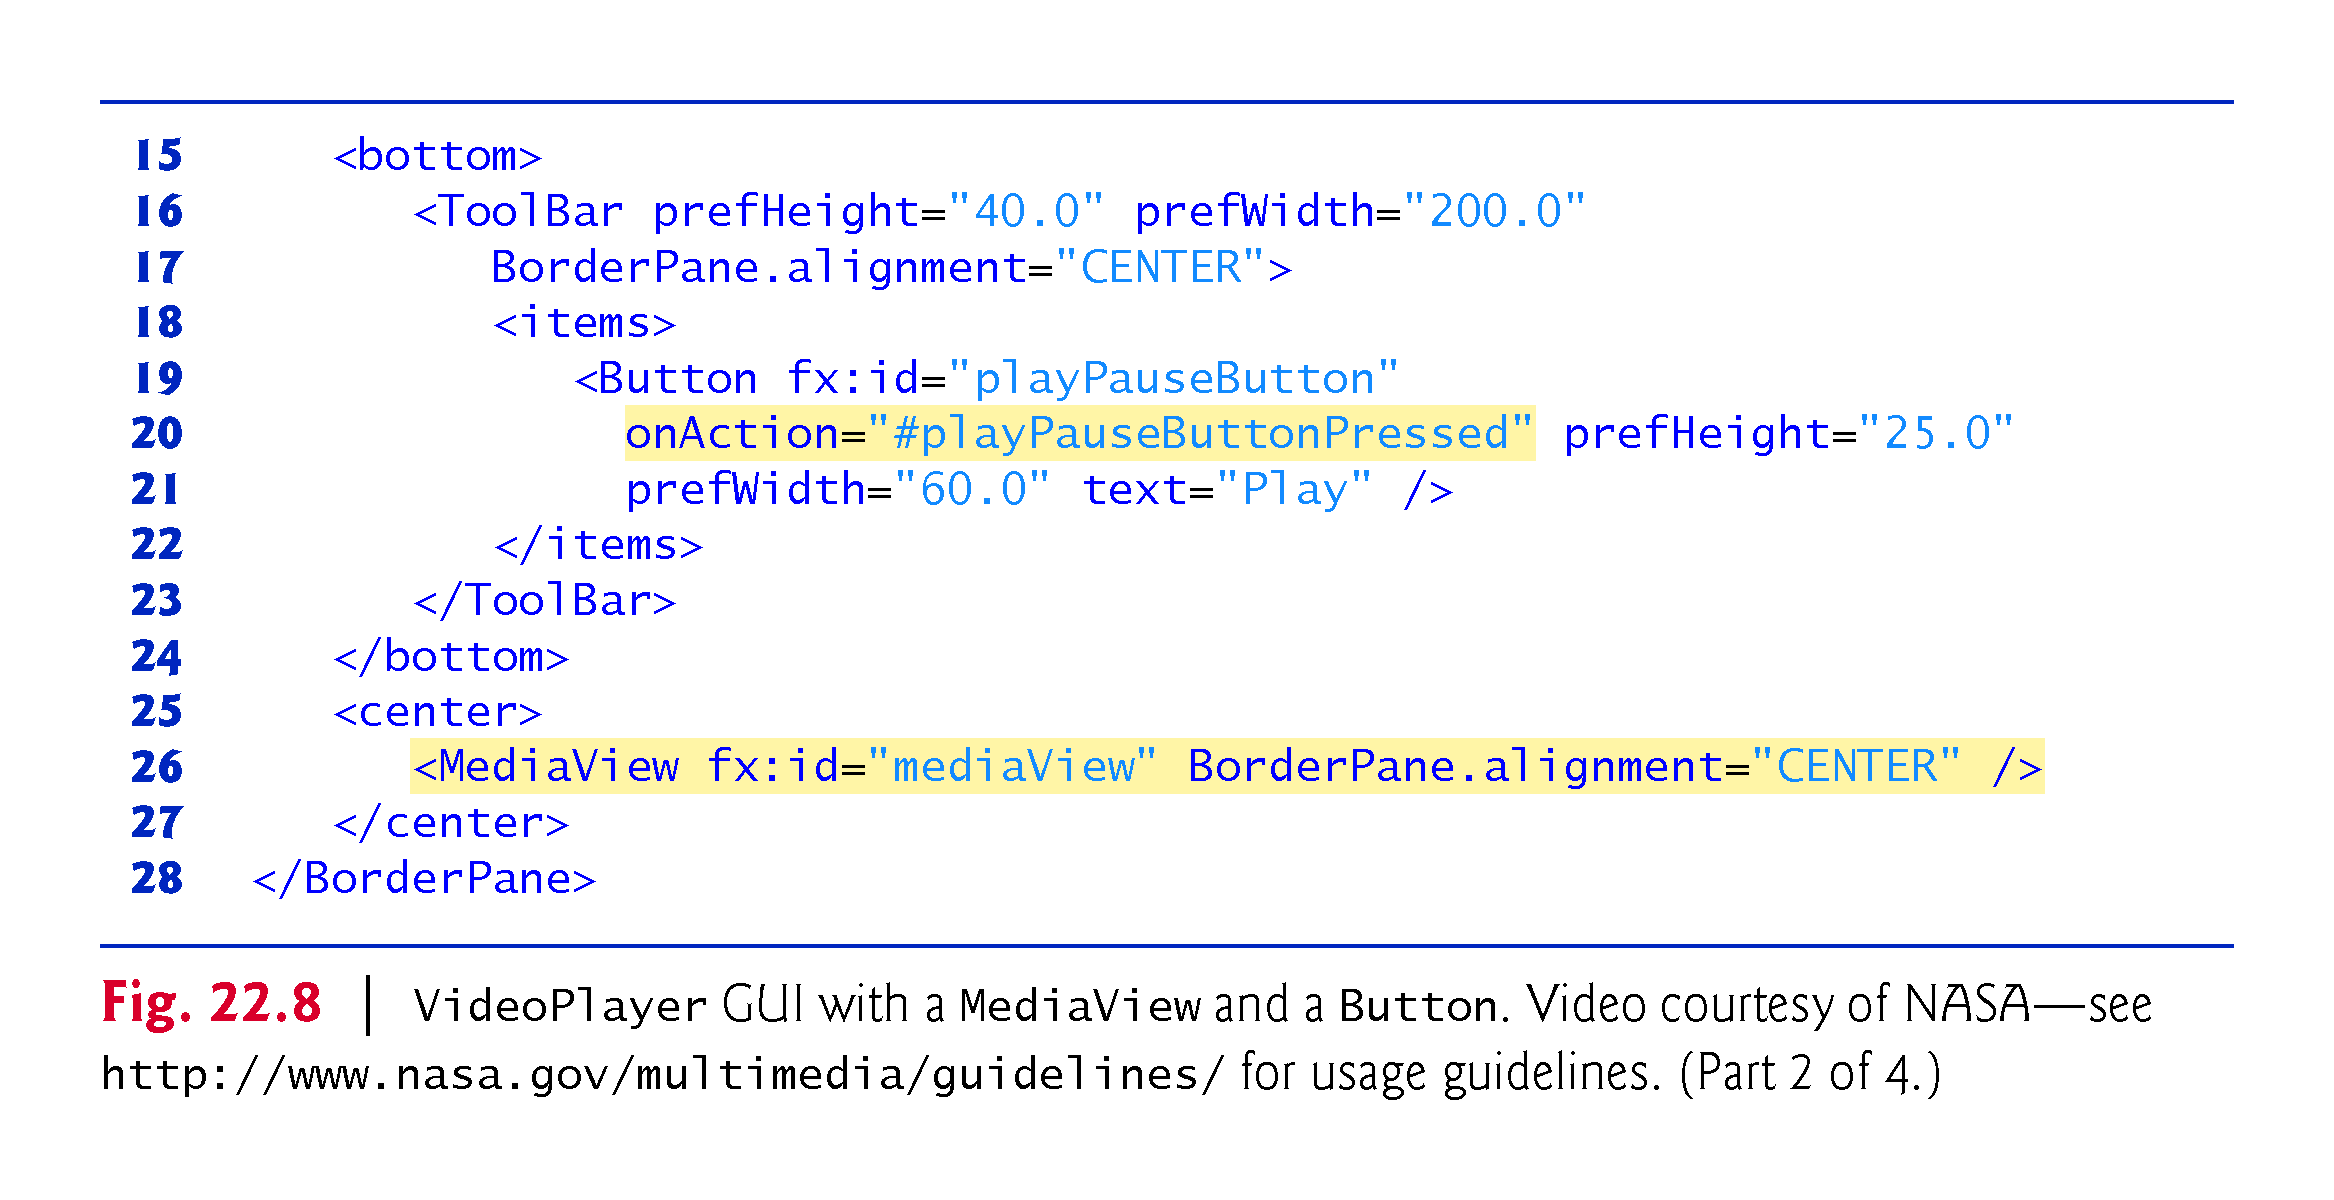 15 <bottom>
16 <ToolBar prefHeight="40.0" prefWidth="200.0"
17 BorderPane.alignment="CENTER">
18 <items>
19 <Button fx:id="playPauseButton"
20 onAction="#playPauseButtonPressed" prefHeight="25.0"
21 prefWidth="60.0" text="Play" />
22 </items>
23 </ToolBar>
24 </bottom>
25 <center>
26 <MediaView fx:id="mediaView" BorderPane.alignment="CENTER" />
27 </center>
28 </BorderPane>
Fig. 22.8 | VideoPlayer GUI with a MediaView and a Button. Video courtesy of NASA—see
http://www.nasa.gov/multimedia/guidelines/ for usage guidelines. (Part 2 of 4.)